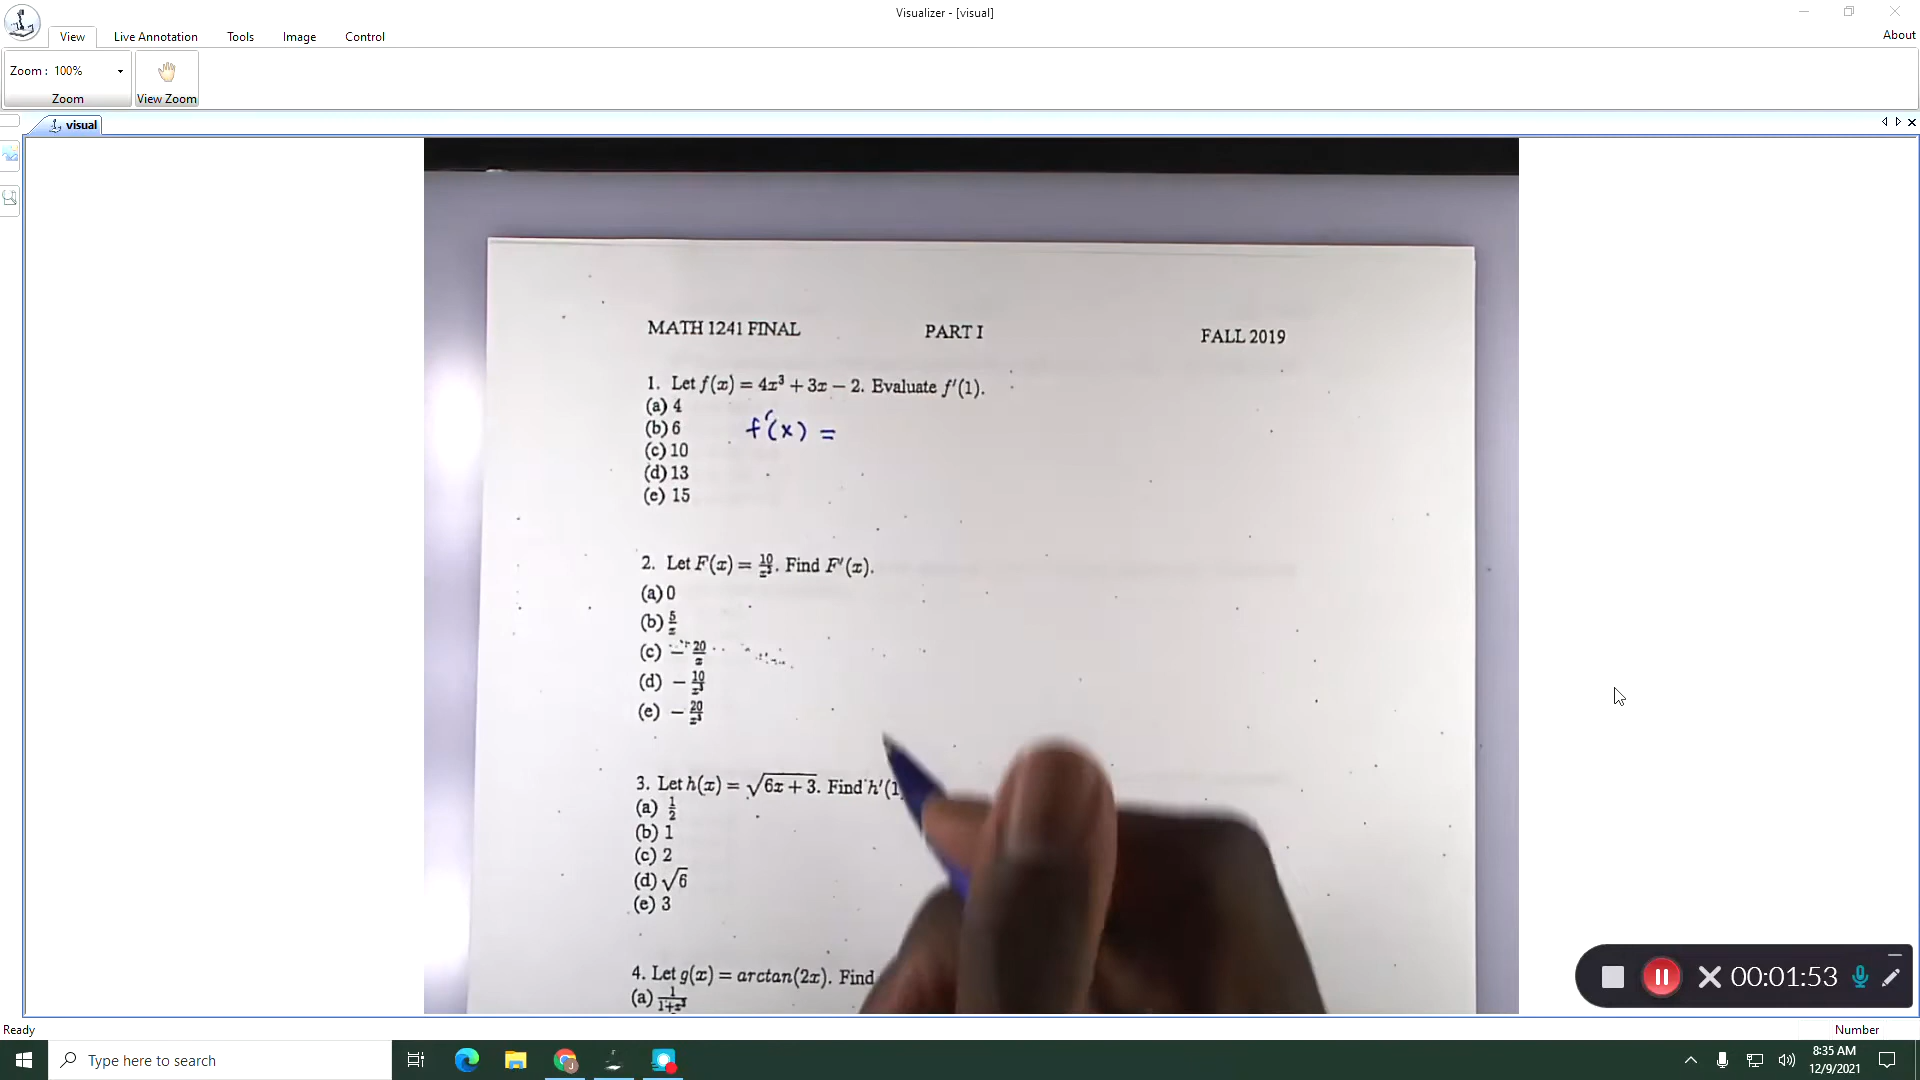 Visualizer - [visual]
View Live Annotation Tools Image Control About
Zoom : 100%
Zoom View Zoom
visual
MATH 1241 FINAL PART I FALL 2019
1. Let f(x) = 4x³ + 3x − 2. Evaluate f′(1).
(a) 4
(b) 6
f′(x) =
(c) 10
(d) 13
(e) 15
2. Let F(x) = 10/x². Find F′(x).
(a) 0
(b) 5/x
(c) − 20/x
(d) − 10/x³
(e) − 20/x³
3. Let h(x) = √(6x + 3). Find h′(1
(a) 1/2
(b) 1
(c) 2
(d) √6
(e) 3
4. Let g(x) = arctan(2x). Find
(a)
00:01:53
Ready Number
Type here to search
8:35 AM
12/9/2021